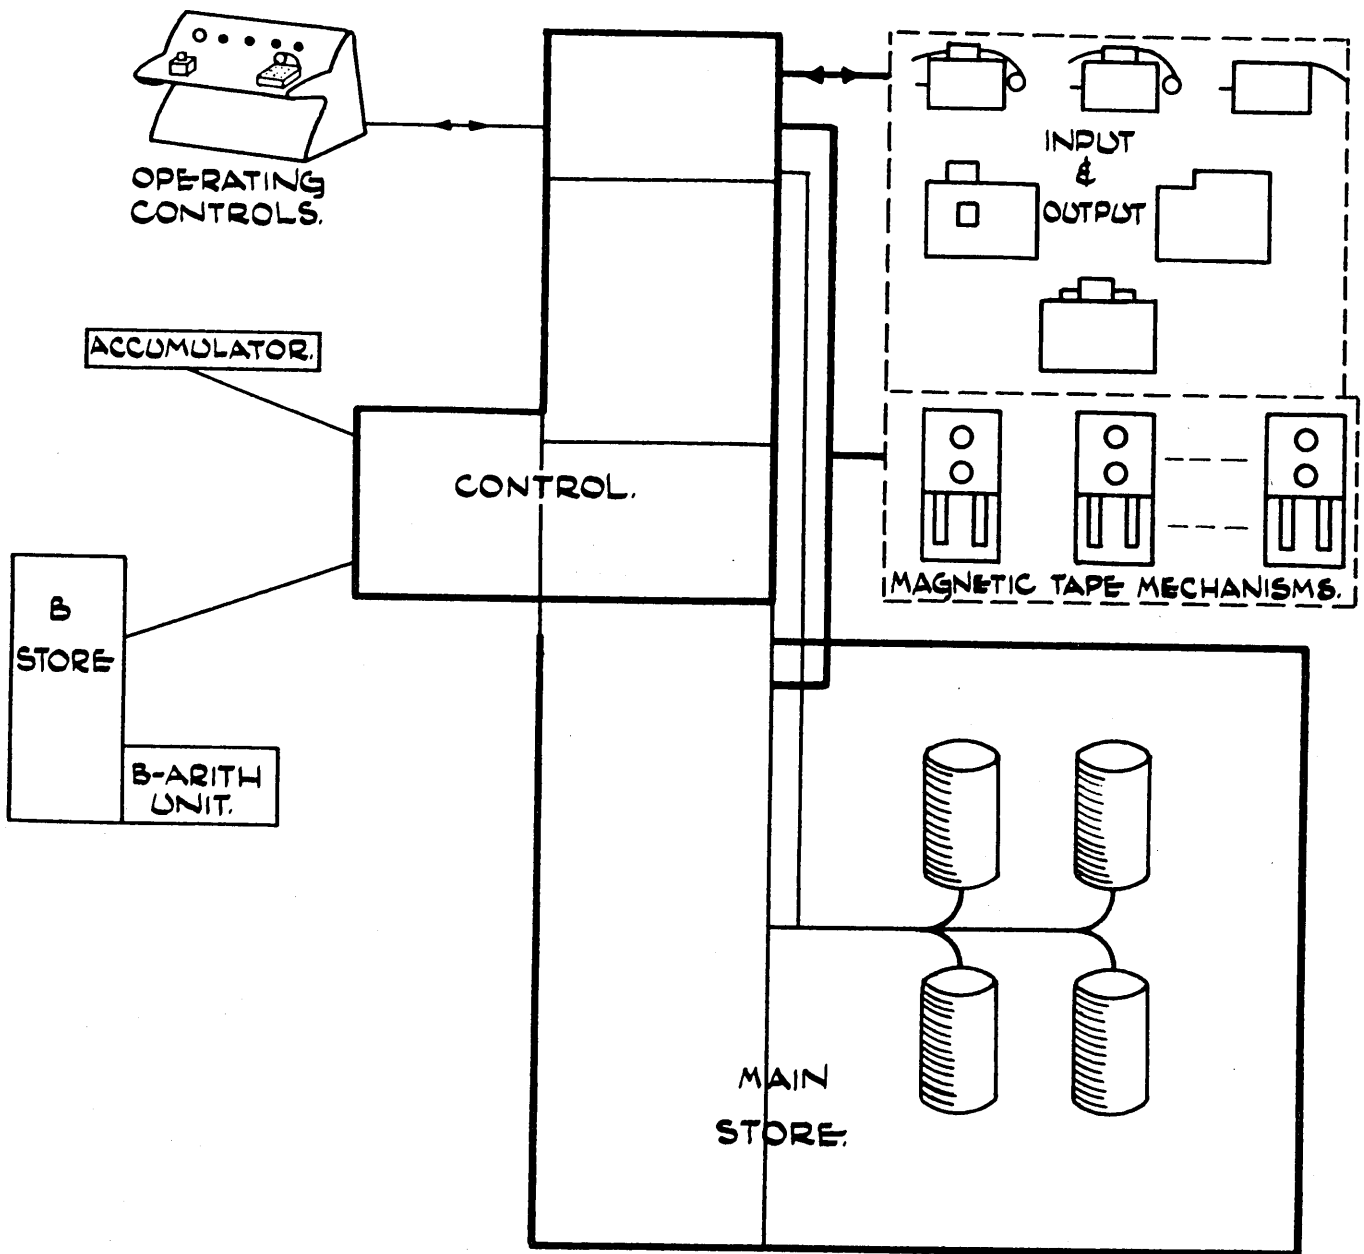 OPERATING
CONTROLS.
INPUT
&
OUTPUT
ACCUMULATOR.
CONTROL.
MAGNETIC TAPE MECHANISMS.
B
STORE
B-ARITH
UNIT.
MAIN
STORE.